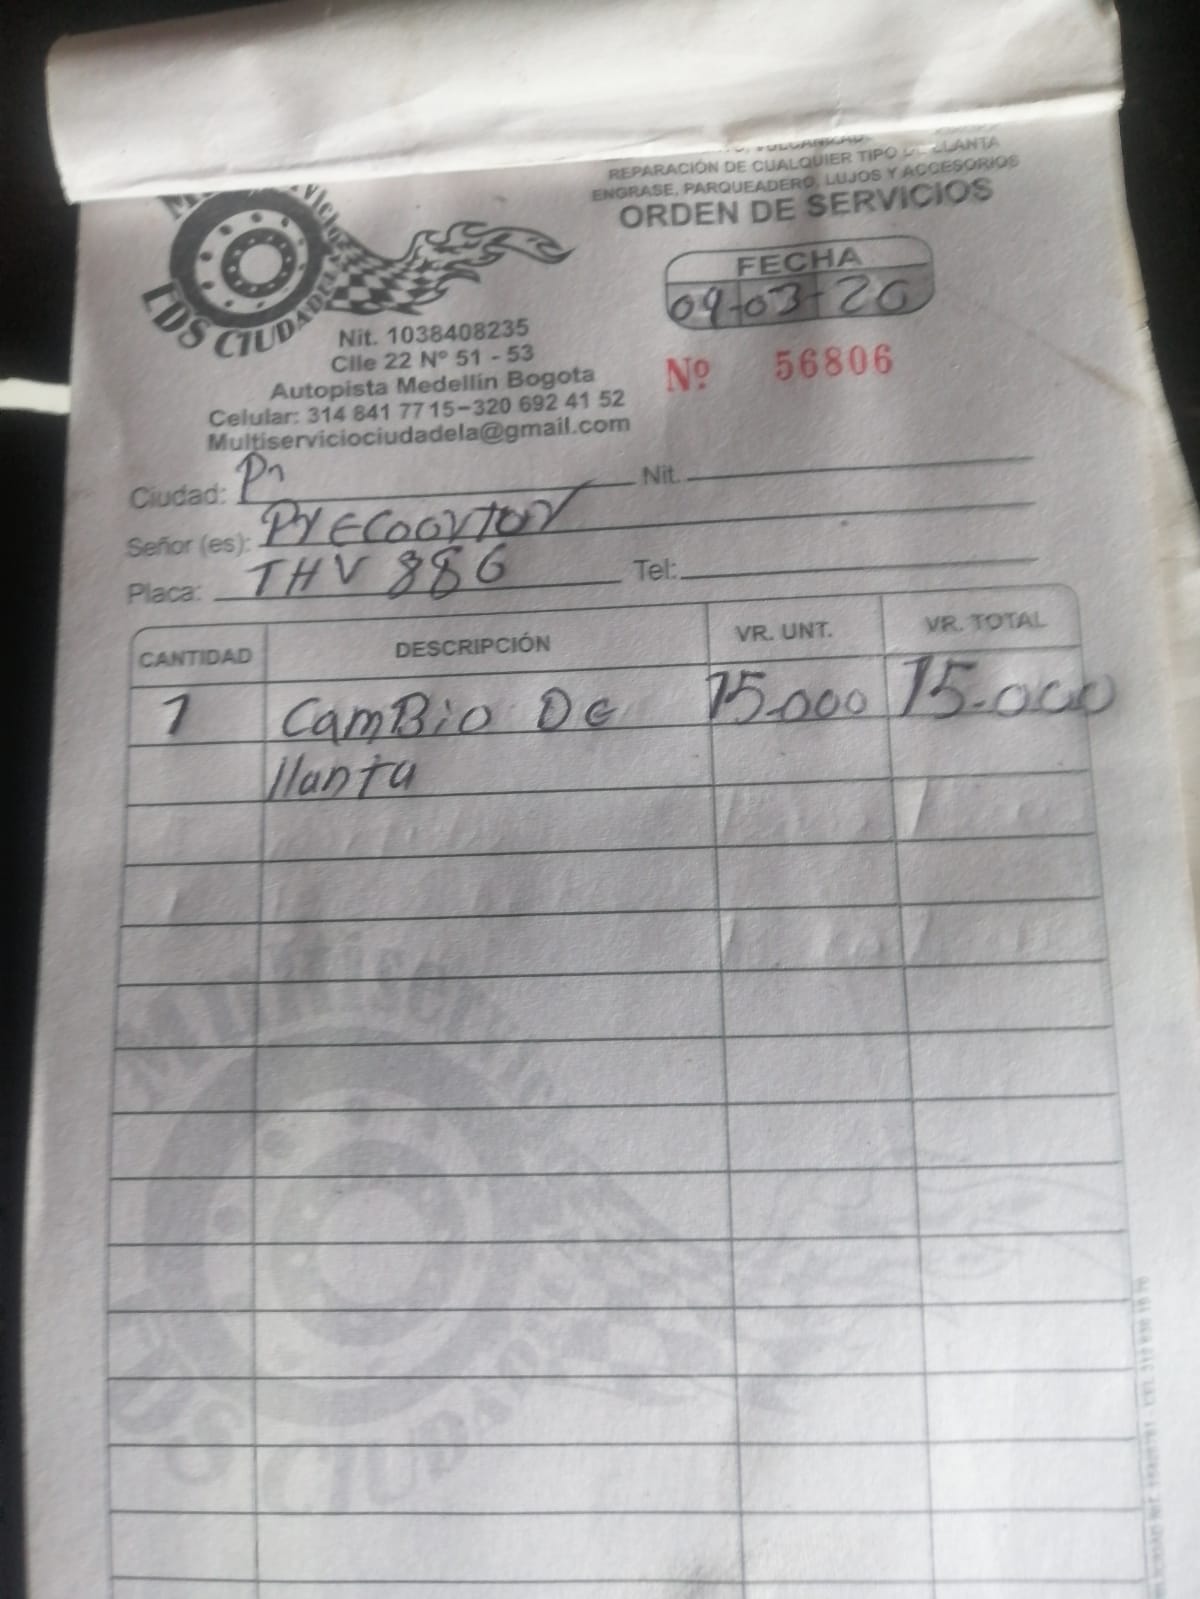 REPARACIÓN DE CUALQUIER TIPO DE LLANTA
ENGRASE, PARQUEADERO, LUJOS Y ACCESORIOS
ORDEN DE SERVICIOS
EDS CIUDADELA
FECHA
09-03-20
Nit. 1038408235
Clle 22 Nº 51 - 53
Autopista Medellin Bogota
Celular: 314 841 77 15-320 692 41 52
Multiserviciociudadela@gmail.com
Nº 56806
Ciudad: Nit.
Señor (es):
Placa: THV 886 Tel:
CANTIDAD DESCRIPCIÓN VR. UNT. VR. TOTAL
1 CamBio De 15.000 15.000
llanta